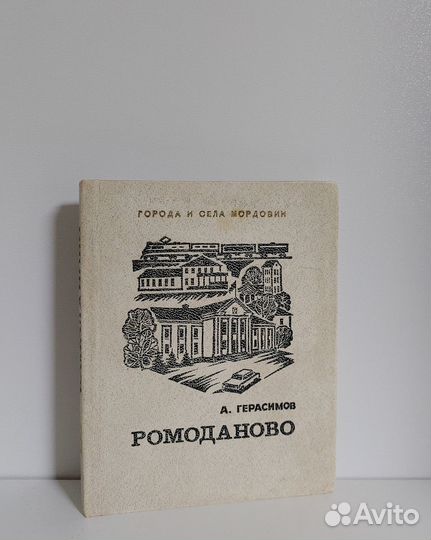 ГОРОДА И СЕЛА МОРДОВИИ
А. ГЕРАСИМОВ
РОМОДАНОВО
Avito